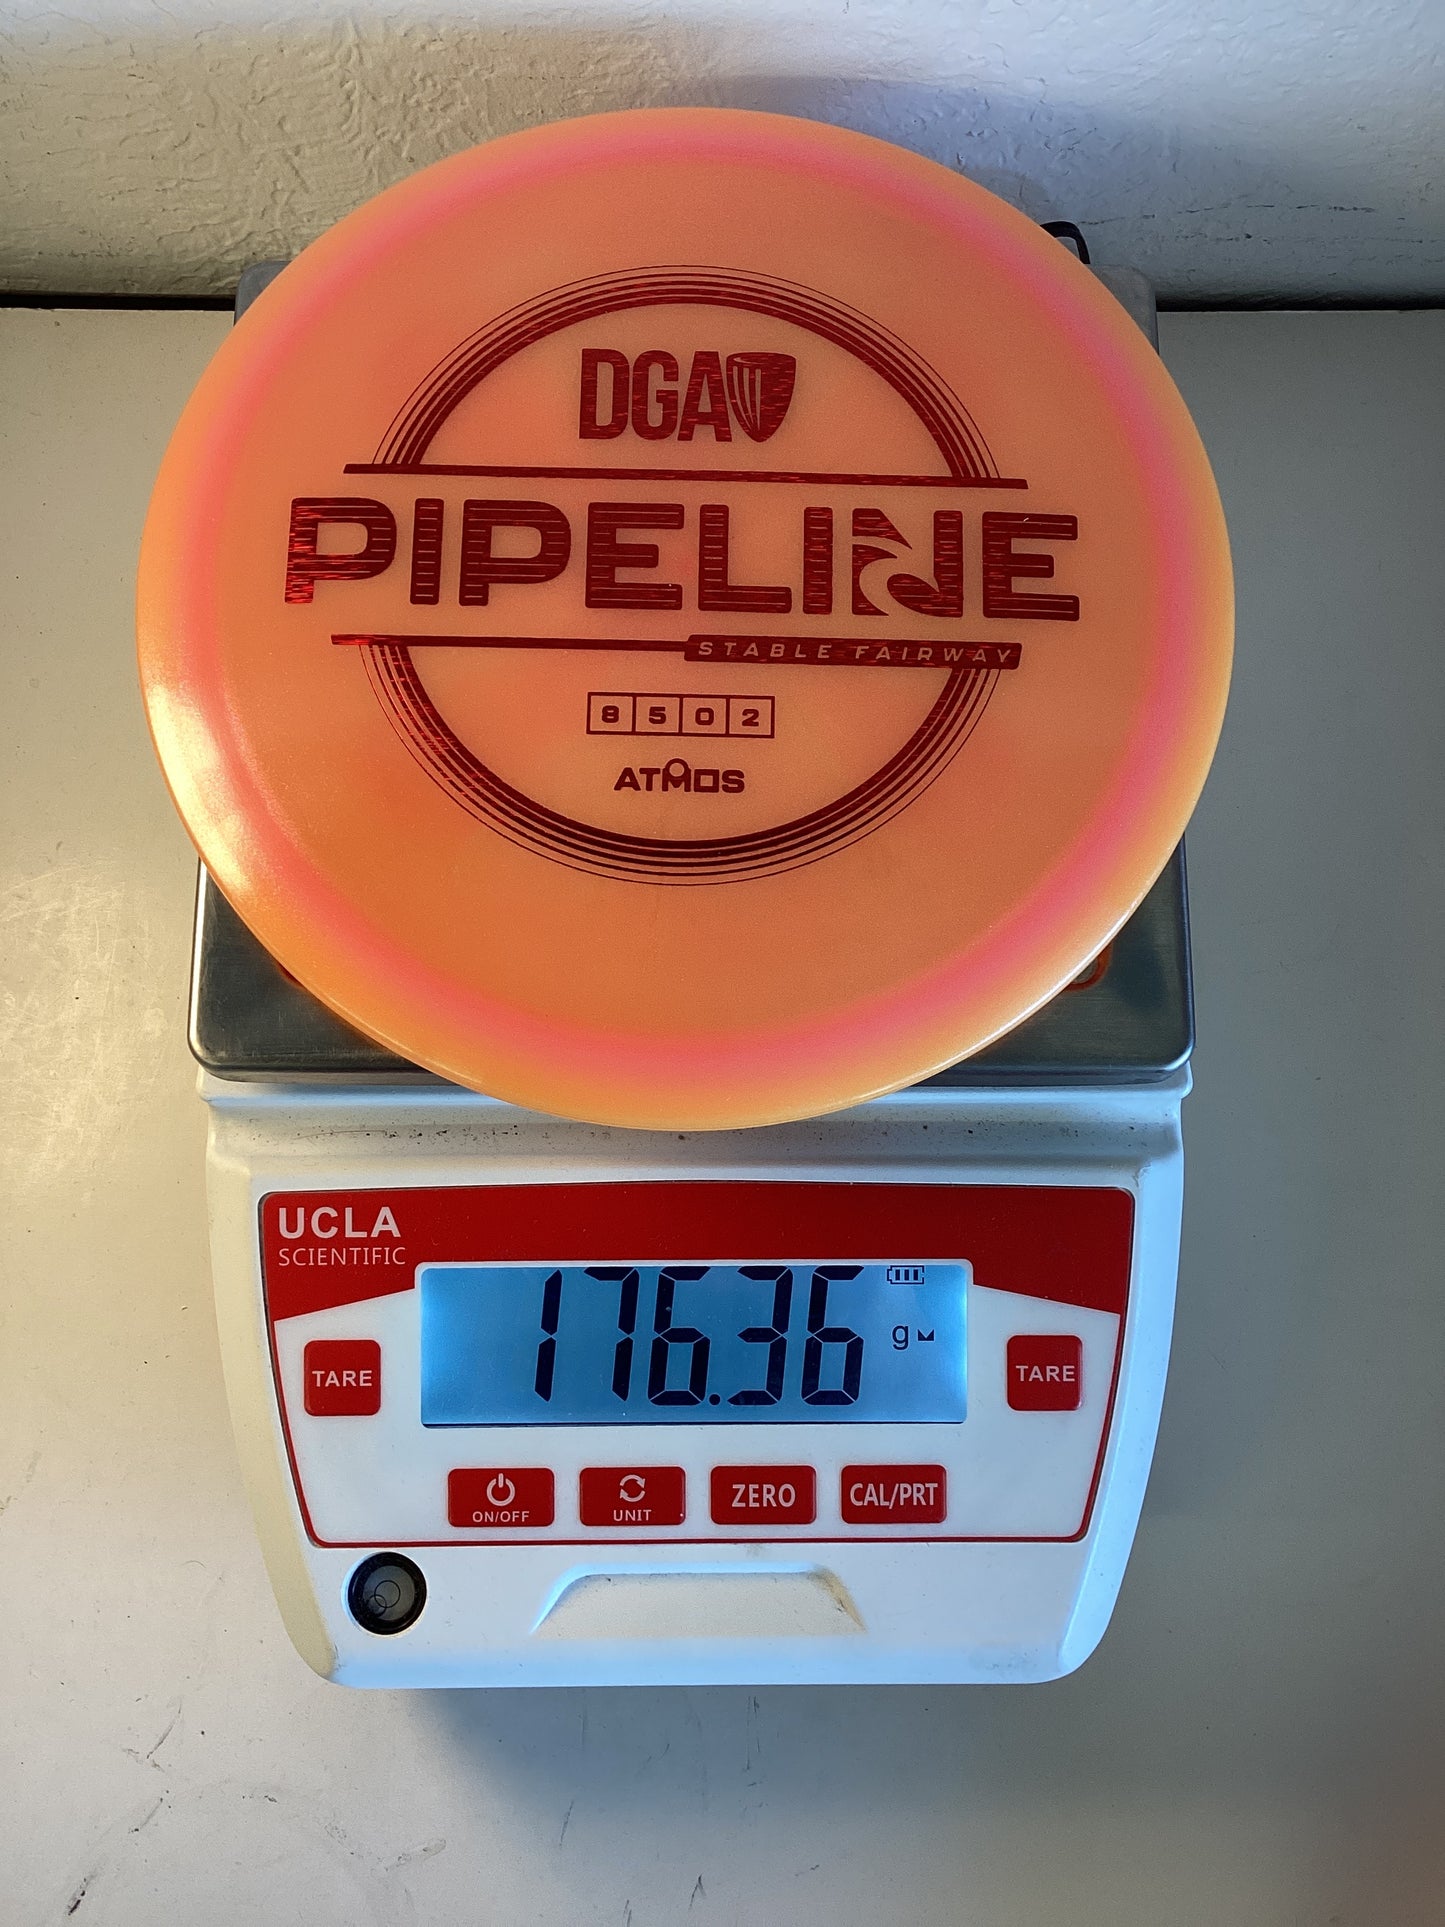 DGA
PIPELINE
STABLE FAIRWAY
8 5 0 2
ATMOS
UCLA
SCIENTIFIC
176.36 g
TARE TARE
ON/OFF UNIT ZERO CAL/PRT